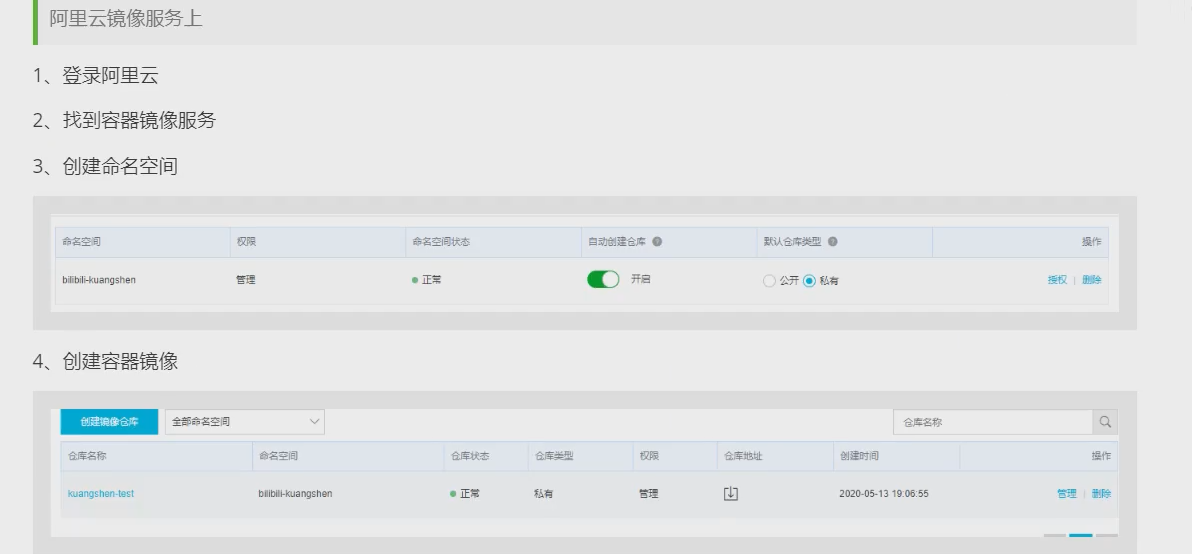 阿里云镜像服务上
1、登录阿里云
2、找到容器镜像服务
3、创建命名空间
命名空间 权限 命名空间状态 自动创建仓库 默认仓库类型 操作
bilibili-kuangshen 管理 正常 开启 公开 私有 授权 | 删除
4、创建容器镜像
创建镜像仓库 全部命名空间 仓库名称
仓库名称 命名空间 仓库状态 仓库类型 权限 仓库地址 创建时间 操作
kuangshen-test bilibili-kuangshen 正常 私有 管理 2020-05-13 19:06:55 管理 | 删除